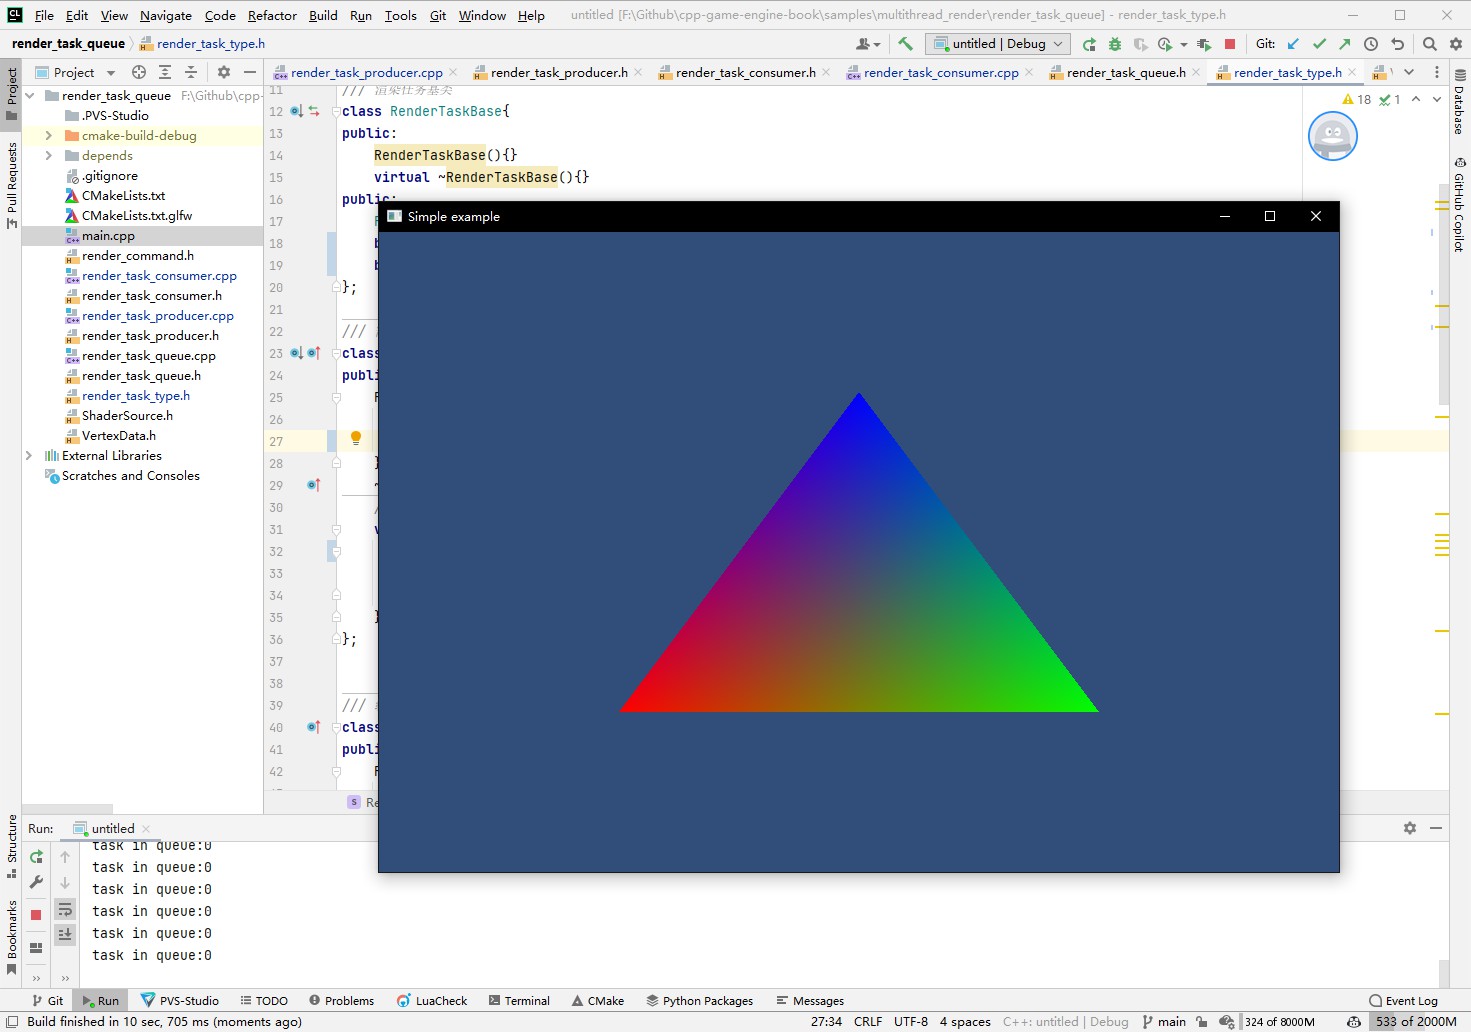 CL File Edit View Navigate Code Refactor Build Run Tools Git Window Help untitled [F:\Github\cpp-game-engine-book\samples\multithread_render\render_task_queue] - render_task_type.h
render_task_queue render_task_type.h untitled | Debug Git:
Project render_task_producer.cpp render_task_producer.h render_task_consumer.h render_task_consumer.cpp render_task_queue.h render_task_type.h
Project
Pull Requests
Structure
Bookmarks
Database
GitHub Copilot
render_task_queue F:\Github\cpp-
.PVS-Studio
cmake-build-debug
depends
.gitignore
CMakeLists.txt
CMakeLists.txt.glfw
main.cpp
render_command.h
render_task_consumer.cpp
render_task_consumer.h
render_task_producer.cpp
render_task_producer.h
render_task_queue.cpp
render_task_queue.h
render_task_type.h
ShaderSource.h
VertexData.h
External Libraries
Scratches and Consoles
18 1
11 /// 渲染任务基类
12 class RenderTaskBase{
13 public:
14 RenderTaskBase(){}
15 virtual ~RenderTaskBase(){}
16 public:
17
18
19
20 };
21
22 ///
23 class
24 publi
25
26
27
28 }
29 ~
30 /
31 v
32
33
34
35 }
36 };
37
38
39 ///
40 class
41 publi
42
S Re
Simple example
Run: untitled
task in queue:0
task in queue:0
task in queue:0
task in queue:0
task in queue:0
task in queue:0
Git Run PVS-Studio TODO Problems LuaCheck Terminal CMake Python Packages Messages Event Log
Build finished in 10 sec, 705 ms (moments ago) 27:34 CRLF UTF-8 4 spaces C++: untitled | Debug main 324 of 8000M 533 of 2000M